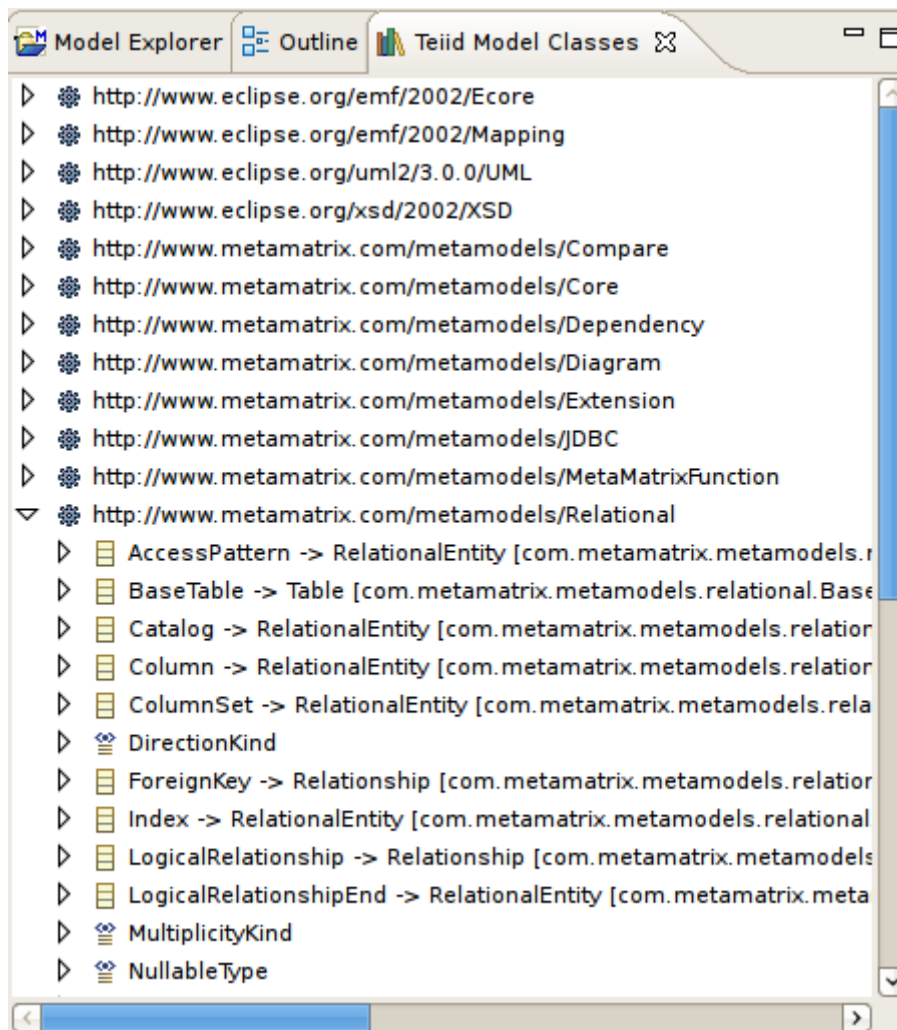 Model Explorer Outline Teiid Model Classes
http://www.eclipse.org/emf/2002/Ecore
http://www.eclipse.org/emf/2002/Mapping
http://www.eclipse.org/uml2/3.0.0/UML
http://www.eclipse.org/xsd/2002/XSD
http://www.metamatrix.com/metamodels/Compare
http://www.metamatrix.com/metamodels/Core
http://www.metamatrix.com/metamodels/Dependency
http://www.metamatrix.com/metamodels/Diagram
http://www.metamatrix.com/metamodels/Extension
http://www.metamatrix.com/metamodels/JDBC
http://www.metamatrix.com/metamodels/MetaMatrixFunction
http://www.metamatrix.com/metamodels/Relational
AccessPattern -> RelationalEntity [com.metamatrix.metamodels.r
BaseTable -> Table [com.metamatrix.metamodels.relational.Base
Catalog -> RelationalEntity [com.metamatrix.metamodels.relation
Column -> RelationalEntity [com.metamatrix.metamodels.relation
ColumnSet -> RelationalEntity [com.metamatrix.metamodels.rela
DirectionKind
ForeignKey -> Relationship [com.metamatrix.metamodels.relation
Index -> RelationalEntity [com.metamatrix.metamodels.relational.
LogicalRelationship -> Relationship [com.metamatrix.metamodels
LogicalRelationshipEnd -> RelationalEntity [com.metamatrix.meta
MultiplicityKind
NullableType